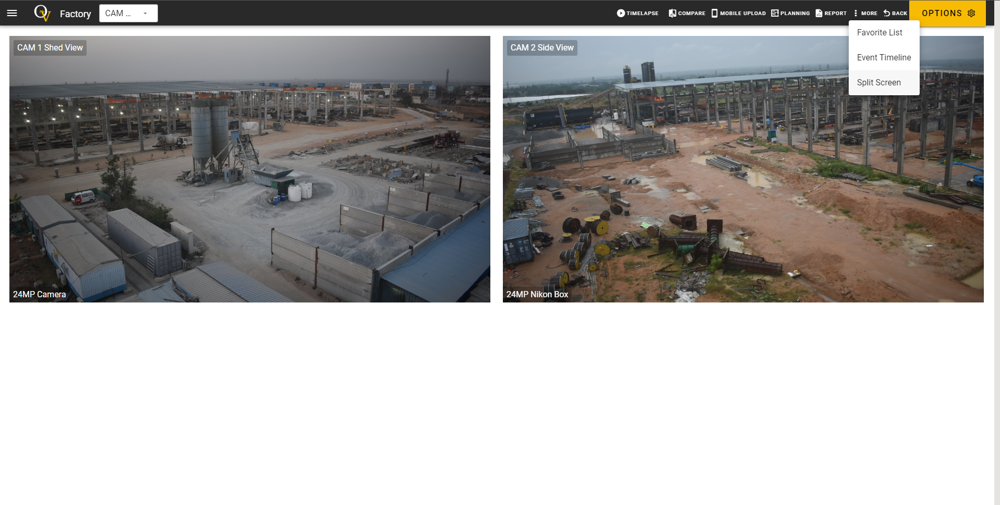 OV Factory CAM ... TIMELAPSE COMPARE MOBILE UPLOAD PLANNING REPORT MORE BACK OPTIONS
Favorite List
Event Timeline
Split Screen
CAM 1 Shed View
CAM 2 Side View
24MP Camera
24MP Nikon Box